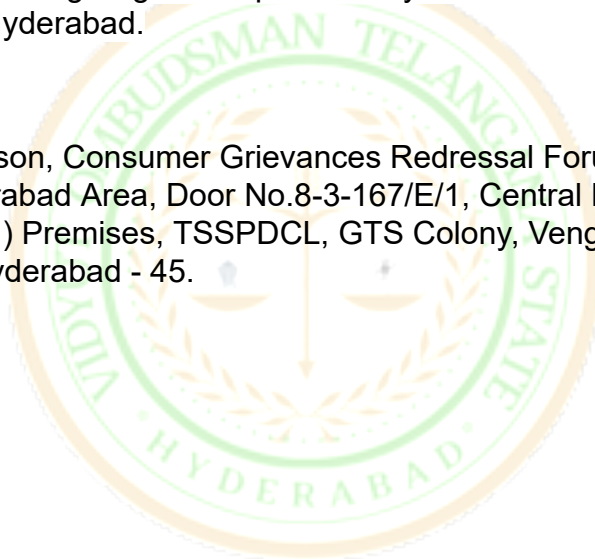 yderabad.
son, Consumer Grievances Redressal Foru
abad Area, Door No.8-3-167/E/1, Central
) Premises, TSSPDCL, GTS Colony, Veng
yderabad - 45.
VIDYUT OMBUDSMAN TELANGANA STATE
HYDERABAD